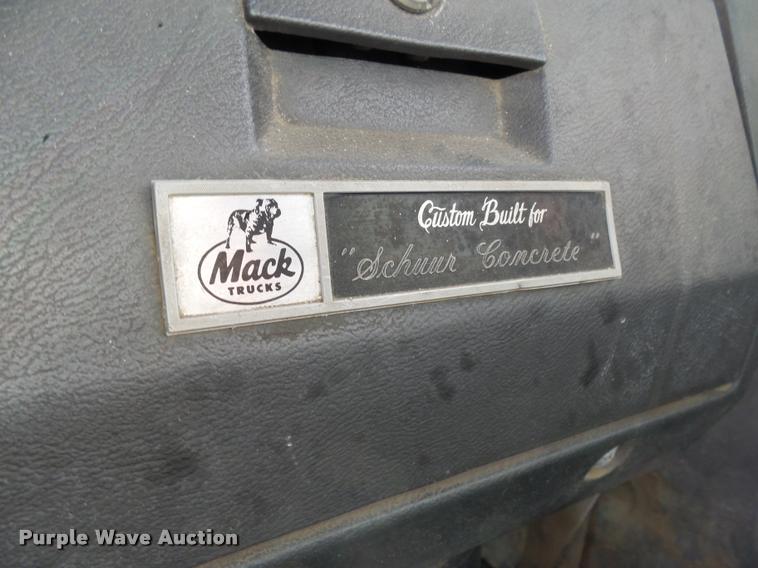 Mack
TRUCKS
Custom Built for
"Schuur Concrete"
Purple Wave Auction